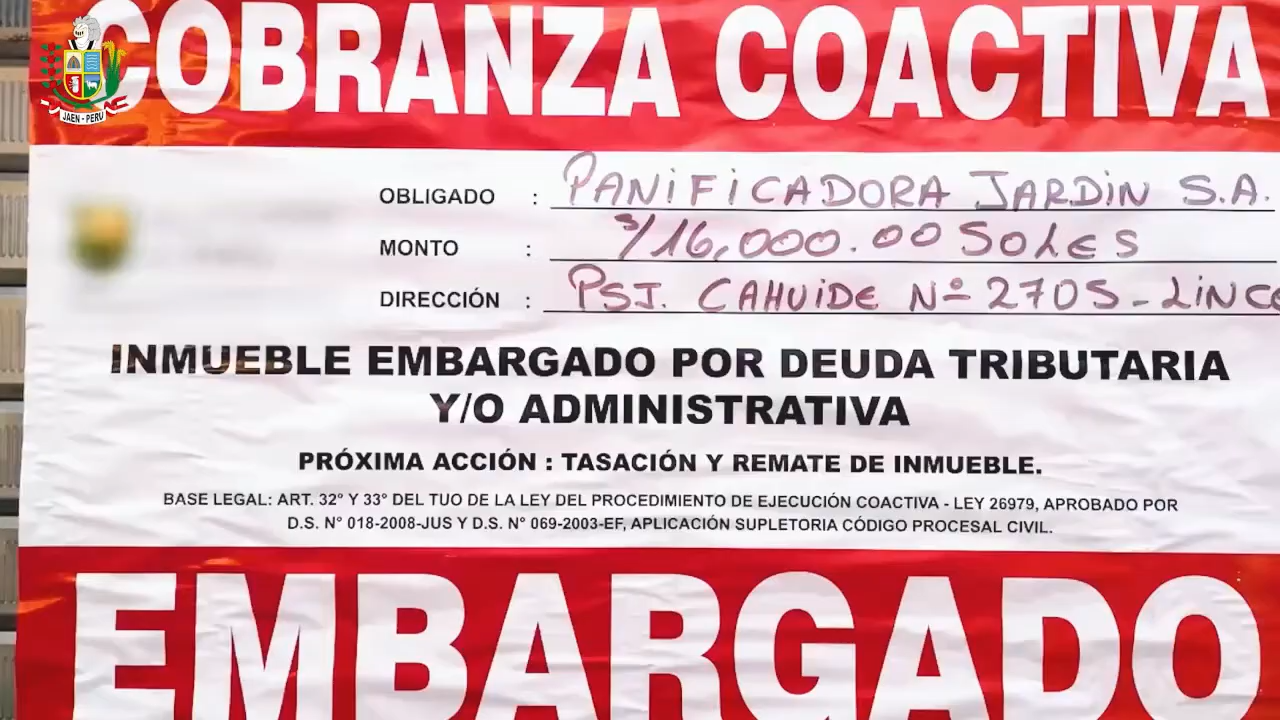 COBRANZA COACTIVA
JAEN - PERU
OBLIGADO : PANIFICADORA JARDIN S.A.
MONTO : S/16,000.00 SOLES
DIRECCIÓN : PSJ. CAHUIDE Nº 2705 - LINCE
INMUEBLE EMBARGADO POR DEUDA TRIBUTARIA
Y/O ADMINISTRATIVA
PRÓXIMA ACCIÓN : TASACIÓN Y REMATE DE INMUEBLE.
BASE LEGAL: ART. 32° Y 33° DEL TUO DE LA LEY DEL PROCEDIMIENTO DE EJECUCIÓN COACTIVA - LEY 26979, APROBADO POR
D.S. N° 018-2008-JUS Y D.S. N° 069-2003-EF, APLICACIÓN SUPLETORIA CÓDIGO PROCESAL CIVIL.
EMBARGADO